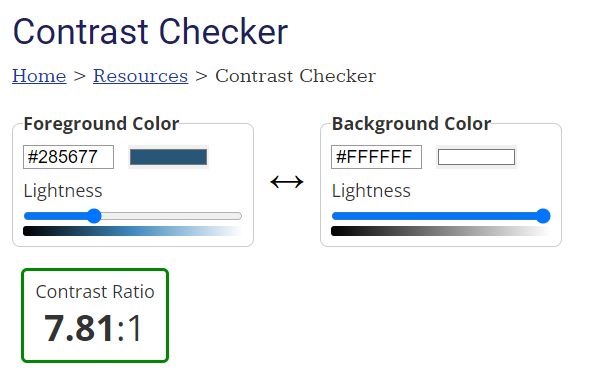 Contrast Checker
Home > Resources > Contrast Checker
Foreground Color
#285677
Lightness
Background Color
#FFFFFF
Lightness
Contrast Ratio
7.81:1